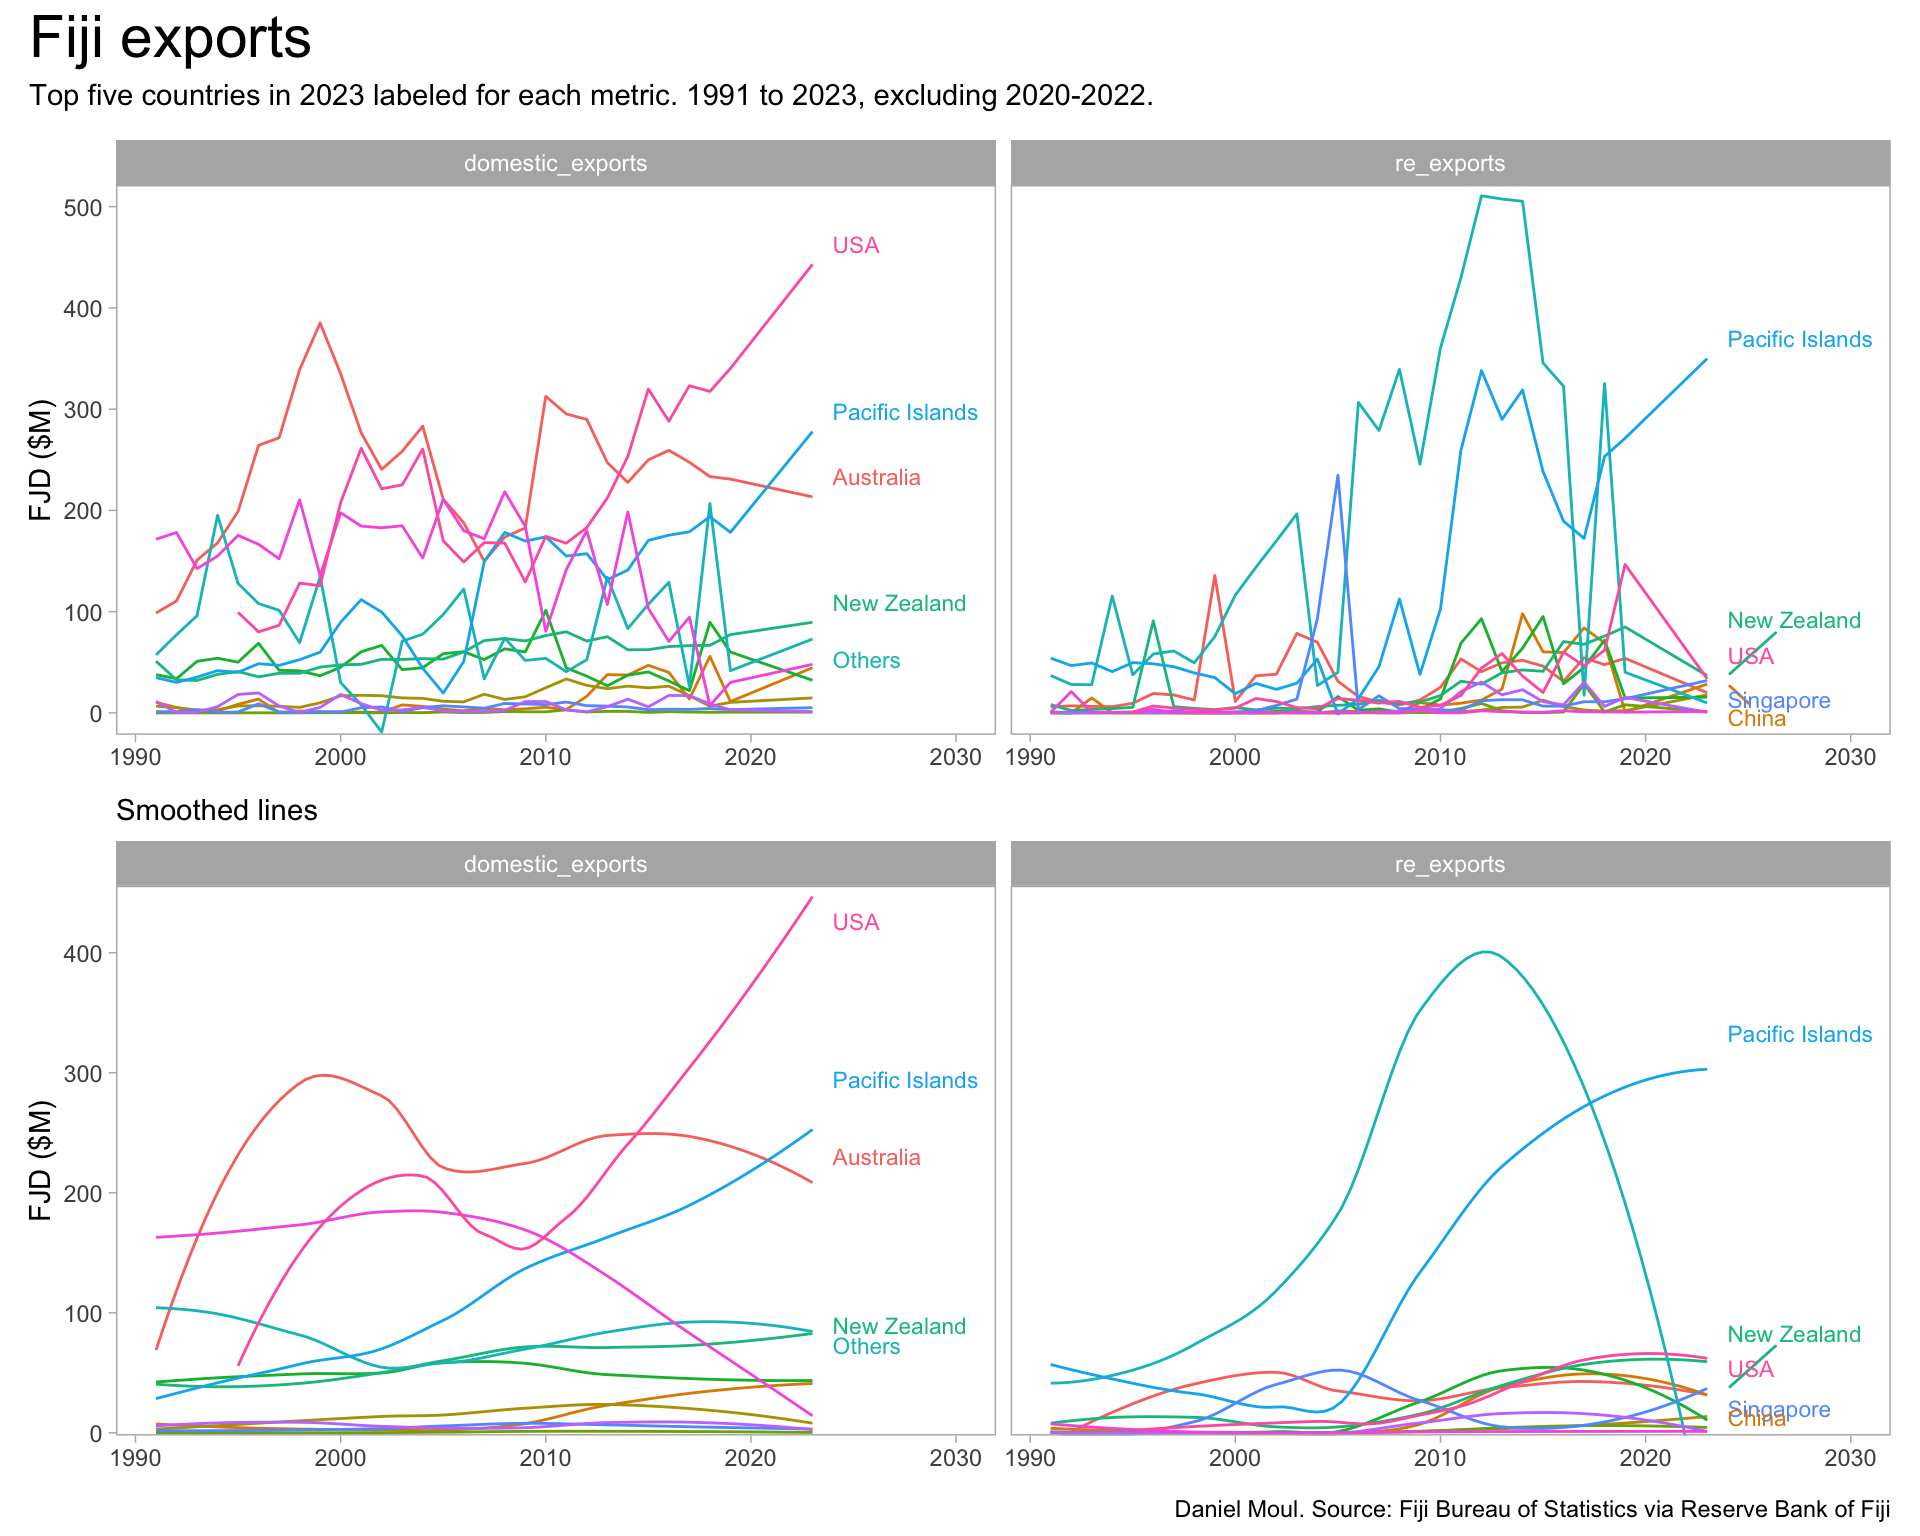 Fiji exports
Top five countries in 2023 labeled for each metric. 1991 to 2023, excluding 2020-2022.
domestic_exports
re_exports
FJD ($M)
500
400
300
200
100
0
USA
Pacific Islands
Australia
New Zealand
Others
Pacific Islands
New Zealand
USA
Singapore
China
1990 2000 2010 2020 2030
1990 2000 2010 2020 2030
Smoothed lines
domestic_exports
re_exports
FJD ($M)
400
300
200
100
0
USA
Pacific Islands
Australia
New Zealand
Others
Pacific Islands
New Zealand
USA
Singapore
China
1990 2000 2010 2020 2030
1990 2000 2010 2020 2030
Daniel Moul. Source: Fiji Bureau of Statistics via Reserve Bank of Fiji